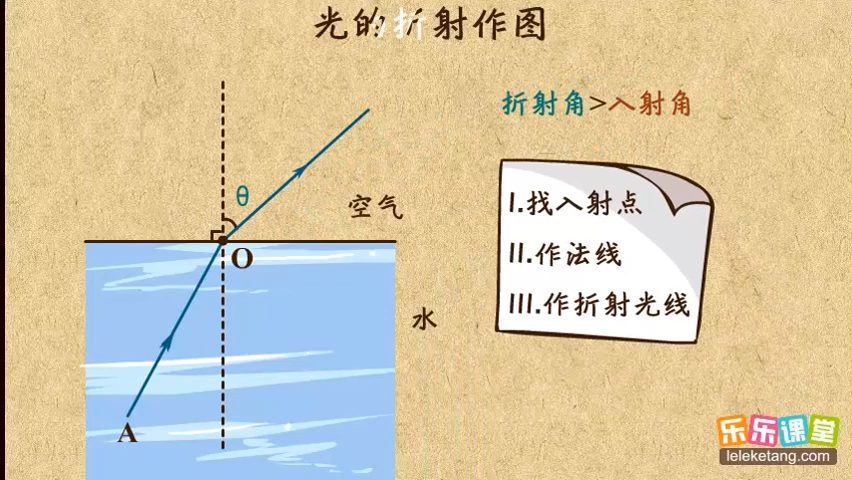 光的折射作图
折射角>入射角
θ
空气
O
水
A
I.找入射点
II.作法线
III.作折射光线
乐乐课堂
leleketang.com